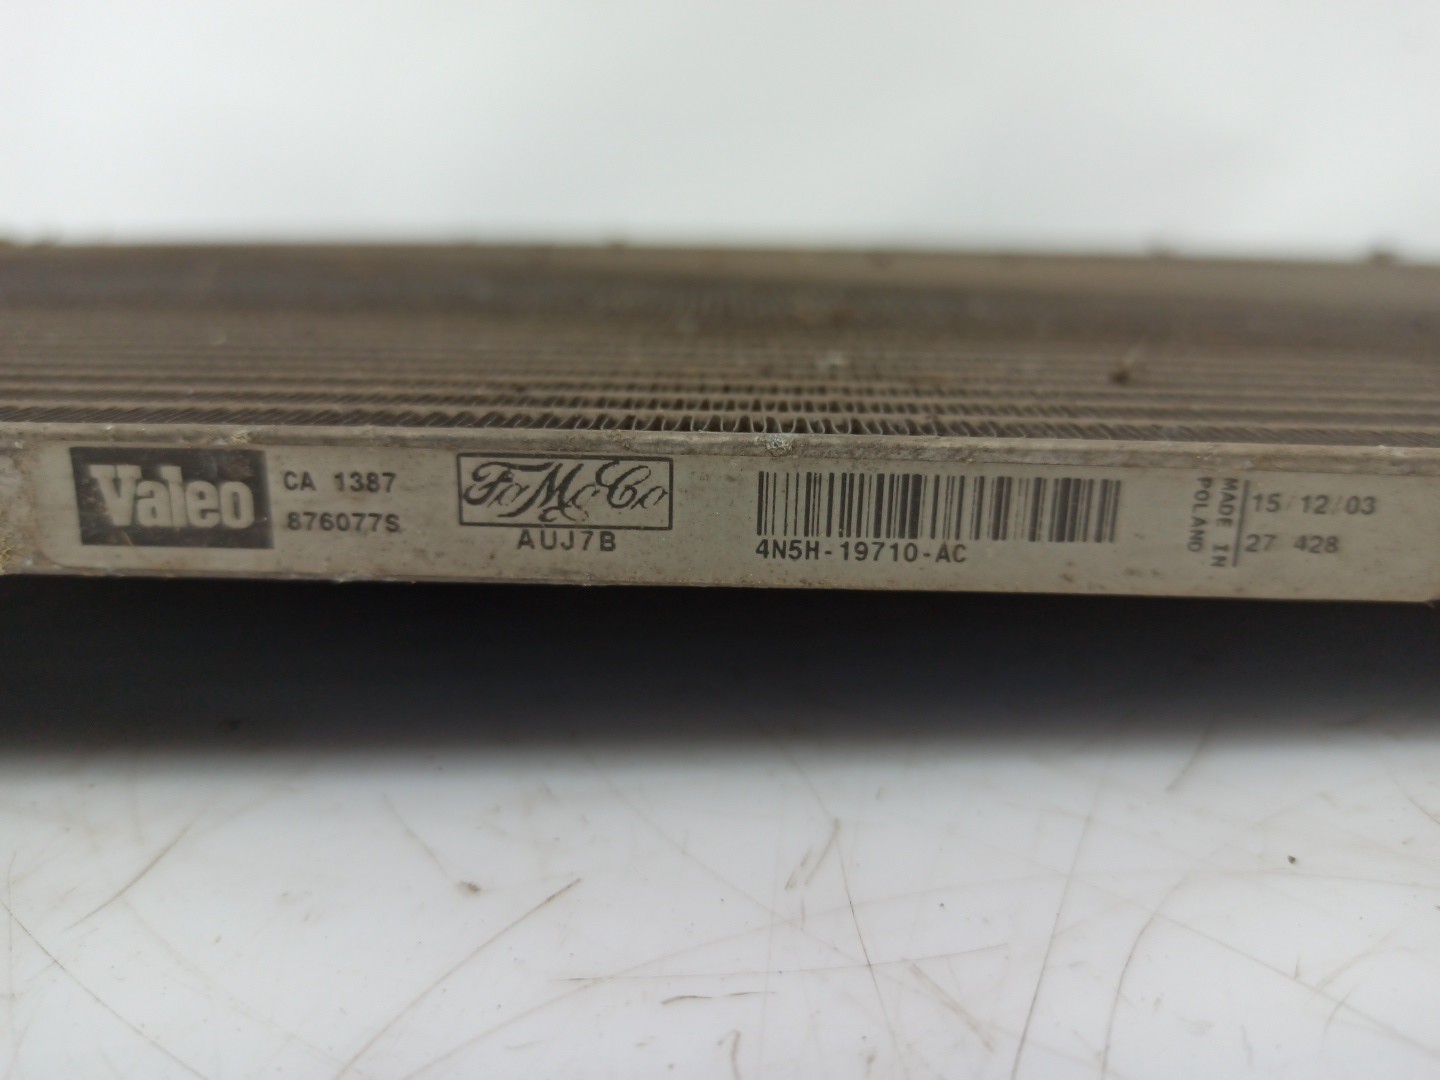 Valeo
CA 1387
876077S
FoMoCo
AUJ7B
4N5H-19710-AC
MADE IN
POLAND
15/12/03
27 428